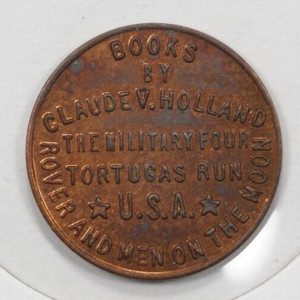 BOOKS
BY
CLAUDE V. HOLLAND
THE MILITARY FOUR
TORTUGAS RUN
U.S.A.
ROVER AND MEN ON THE MOON